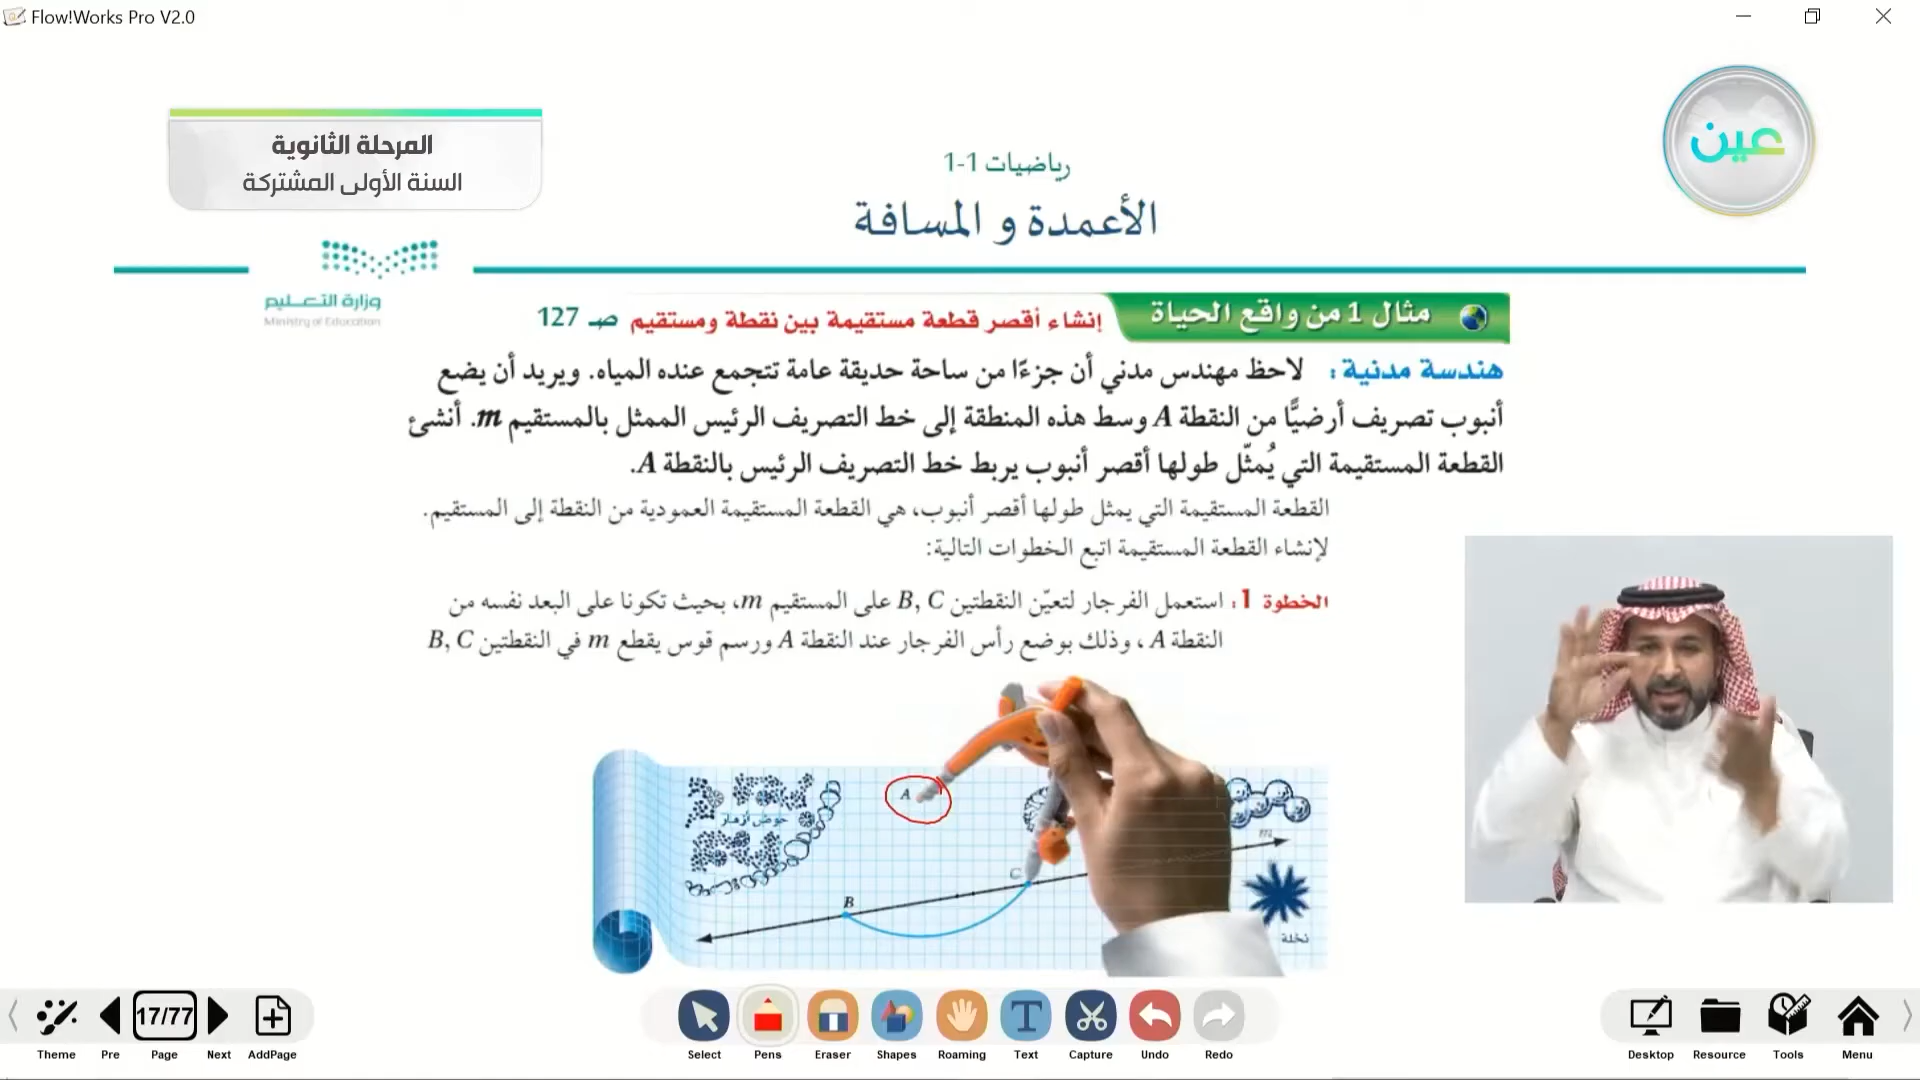 Flow!Works Pro V2.0
المرحلة الثانوية
السنة الأولى المشتركة
رياضيات 1-1
الأعمدة و المسافة
عين
وزارة التعليم
Ministry of Education
مثال 1 من واقع الحياة
إنشاء أقصر قطعة مستقيمة بين نقطة ومستقيم صـ 127
هندسة مدنية : لاحظ مهندس مدني أن جزءًا من ساحة حديقة عامة تتجمع عنده المياه. ويريد أن يضع
أنبوب تصريف أرضيًّا من النقطة A وسط هذه المنطقة إلى خط التصريف الرئيس الممثل بالمستقيم m. أنشئ
القطعة المستقيمة التي يُمثّل طولها أقصر أنبوب يربط خط التصريف الرئيس بالنقطة A.
القطعة المستقيمة التي يمثل طولها أقصر أنبوب، هي القطعة المستقيمة العمودية من النقطة إلى المستقيم.
لإنشاء القطعة المستقيمة اتبع الخطوات التالية:
الخطوة 1: استعمل الفرجار لتعيّن النقطتين B, C على المستقيم m، بحيث تكونا على البعد نفسه من
النقطة A ، وذلك بوضع رأس الفرجار عند النقطة A ورسم قوس يقطع m في النقطتين B, C
حوض أزهار
A
m
C
B
نخلة
17/77
Theme Pre Page Next AddPage
Select Pens Eraser Shapes Roaming Text Capture Undo Redo
Desktop Resource Tools Menu